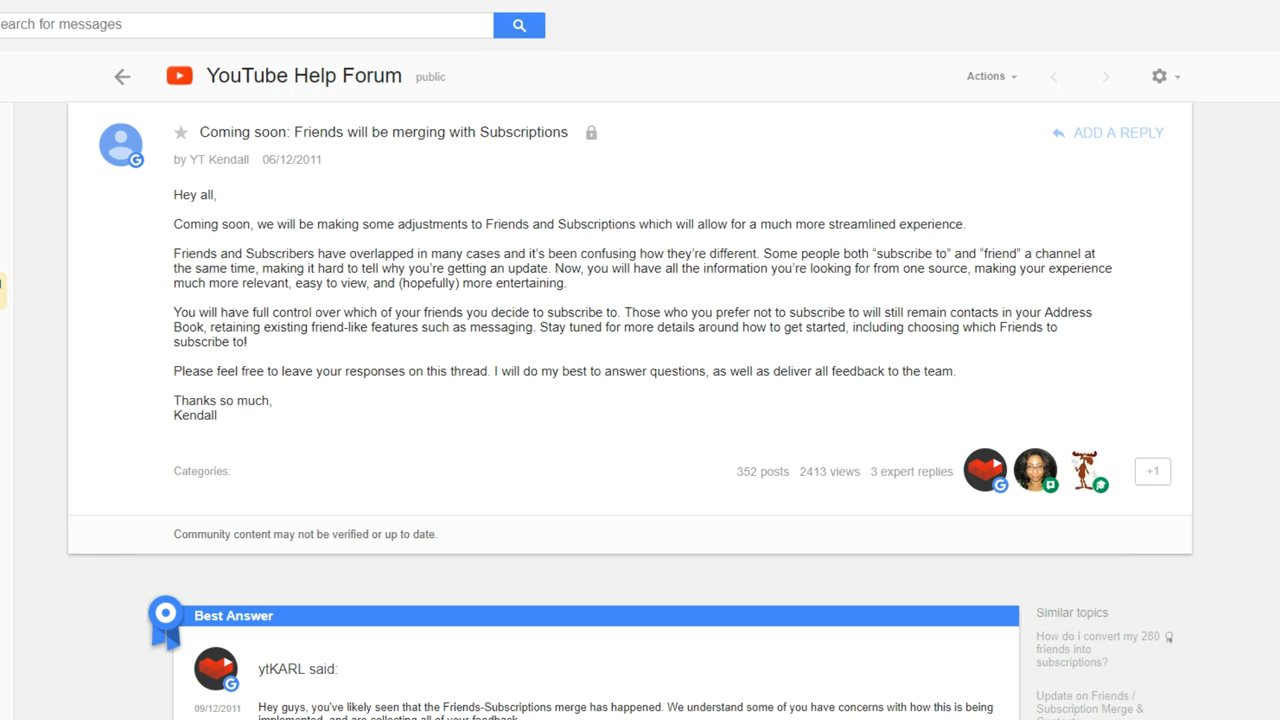 earch for messages
YouTube Help Forum public
Actions
Coming soon: Friends will be merging with Subscriptions
ADD A REPLY
by YT Kendall 06/12/2011
Hey all,
Coming soon, we will be making some adjustments to Friends and Subscriptions which will allow for a much more streamlined experience.
Friends and Subscribers have overlapped in many cases and it's been confusing how they're different. Some people both “subscribe to” and “friend” a channel at
the same time, making it hard to tell why you're getting an update. Now, you will have all the information you're looking for from one source, making your experience
much more relevant, easy to view, and (hopefully) more entertaining.
You will have full control over which of your friends you decide to subscribe to. Those who you prefer not to subscribe to will still remain contacts in your Address
Book, retaining existing friend-like features such as messaging. Stay tuned for more details around how to get started, including choosing which Friends to
subscribe to!
Please feel free to leave your responses on this thread. I will do my best to answer questions, as well as deliver all feedback to the team.
Thanks so much,
Kendall
Categories:
352 posts 2413 views 3 expert replies
+1
Community content may not be verified or up to date.
Best Answer
ytKARL said:
09/12/2011
Hey guys, you've likely seen that the Friends-Subscriptions merge has happened. We understand some of you have concerns with how this is being
implemented, and are collecting all of your feedback
Similar topics
How do i convert my 280
friends into
subscriptions?
Update on Friends /
Subscription Merge &